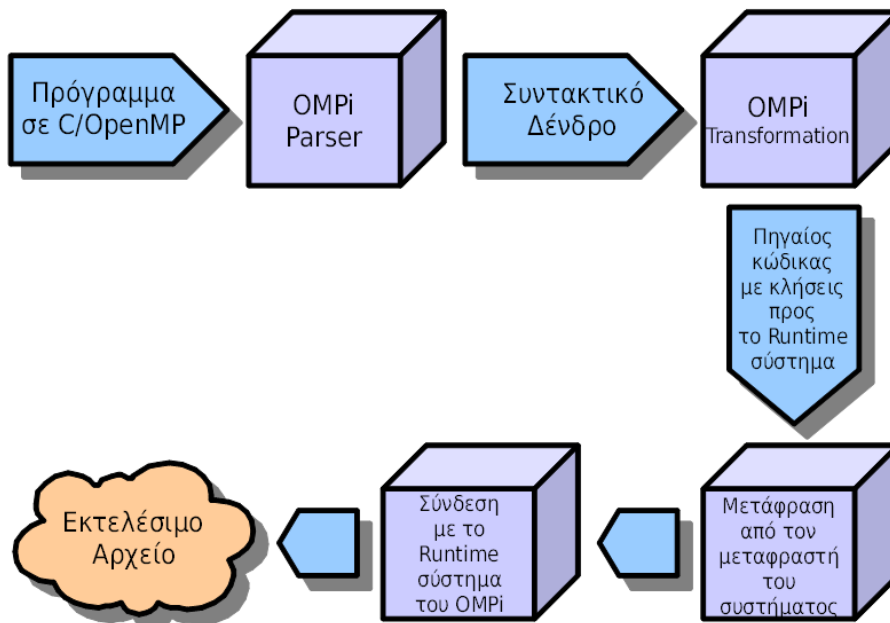 Πρόγραμμα
σε C/OpenMP
OMPi
Parser
Συντακτικό
Δένδρο
OMPi
Transformation
Πηγαίος
κώδικας
με κλήσεις
προς
το Runtime
σύστημα
Μετάφραση
από τον
μεταφραστή
του
συστήματος
Σύνδεση
με το
Runtime
σύστημα
του OMPi
Εκτελέσιμο
Αρχείο